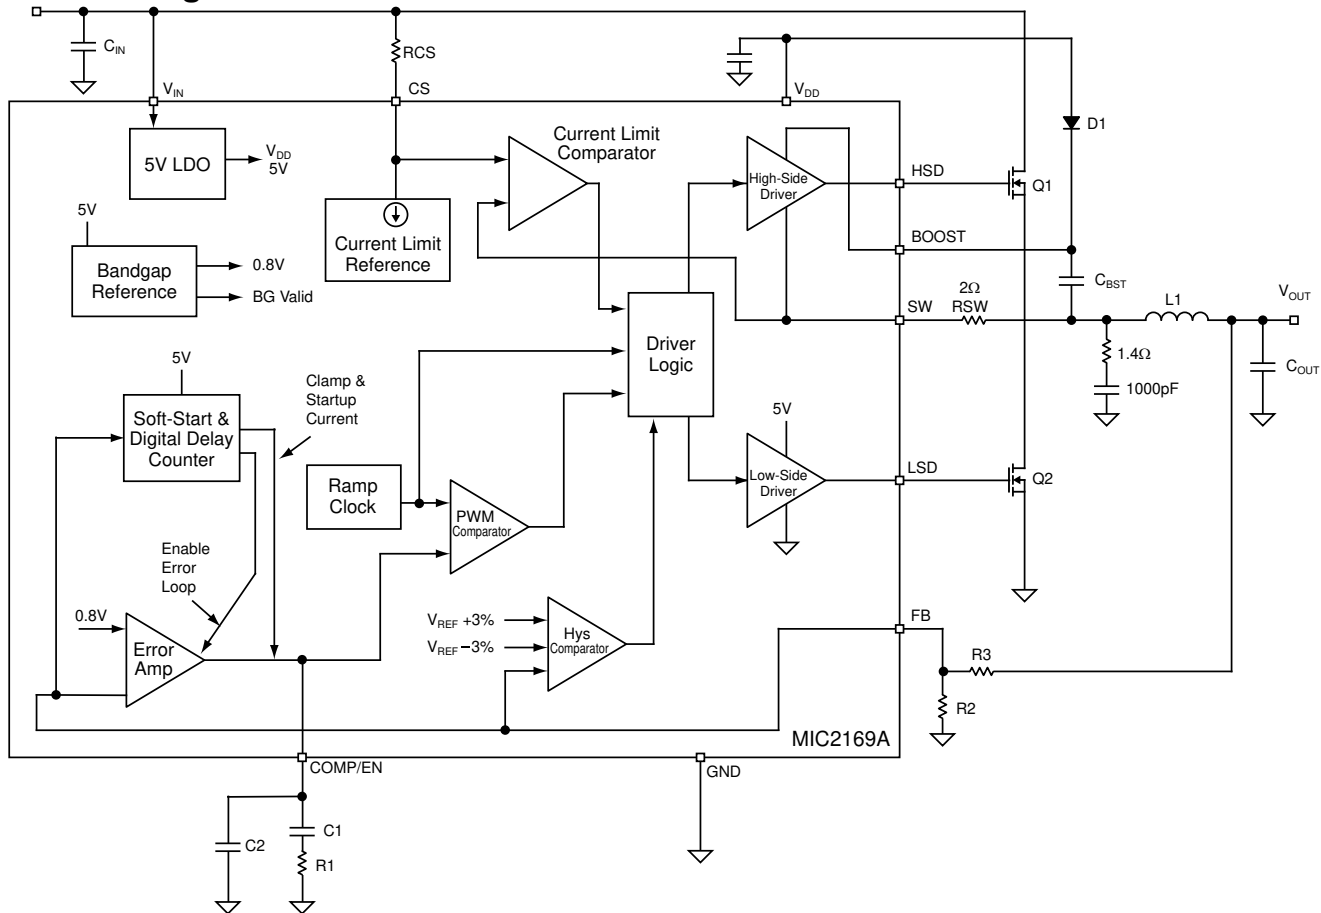 g
C_IN
RCS
V_IN
CS
V_DD
D1
5V LDO
V_DD
5V
Current Limit
Comparator
High-Side
Driver
HSD
Q1
5V
Bandgap
Reference
0.8V
BG Valid
Current Limit
Reference
BOOST
C_BST
2Ω
RSW
SW
L1
V_OUT
Driver
Logic
1.4Ω
1000pF
C_OUT
5V
Soft-Start &
Digital Delay
Counter
Clamp &
Startup
Current
5V
Low-Side
Driver
LSD
Q2
Ramp
Clock
PWM
Comparator
Enable
Error
Loop
0.8V
Error
Amp
V_REF +3%
V_REF −3%
Hys
Comparator
FB
R3
R2
MIC2169A
COMP/EN
GND
C2
C1
R1